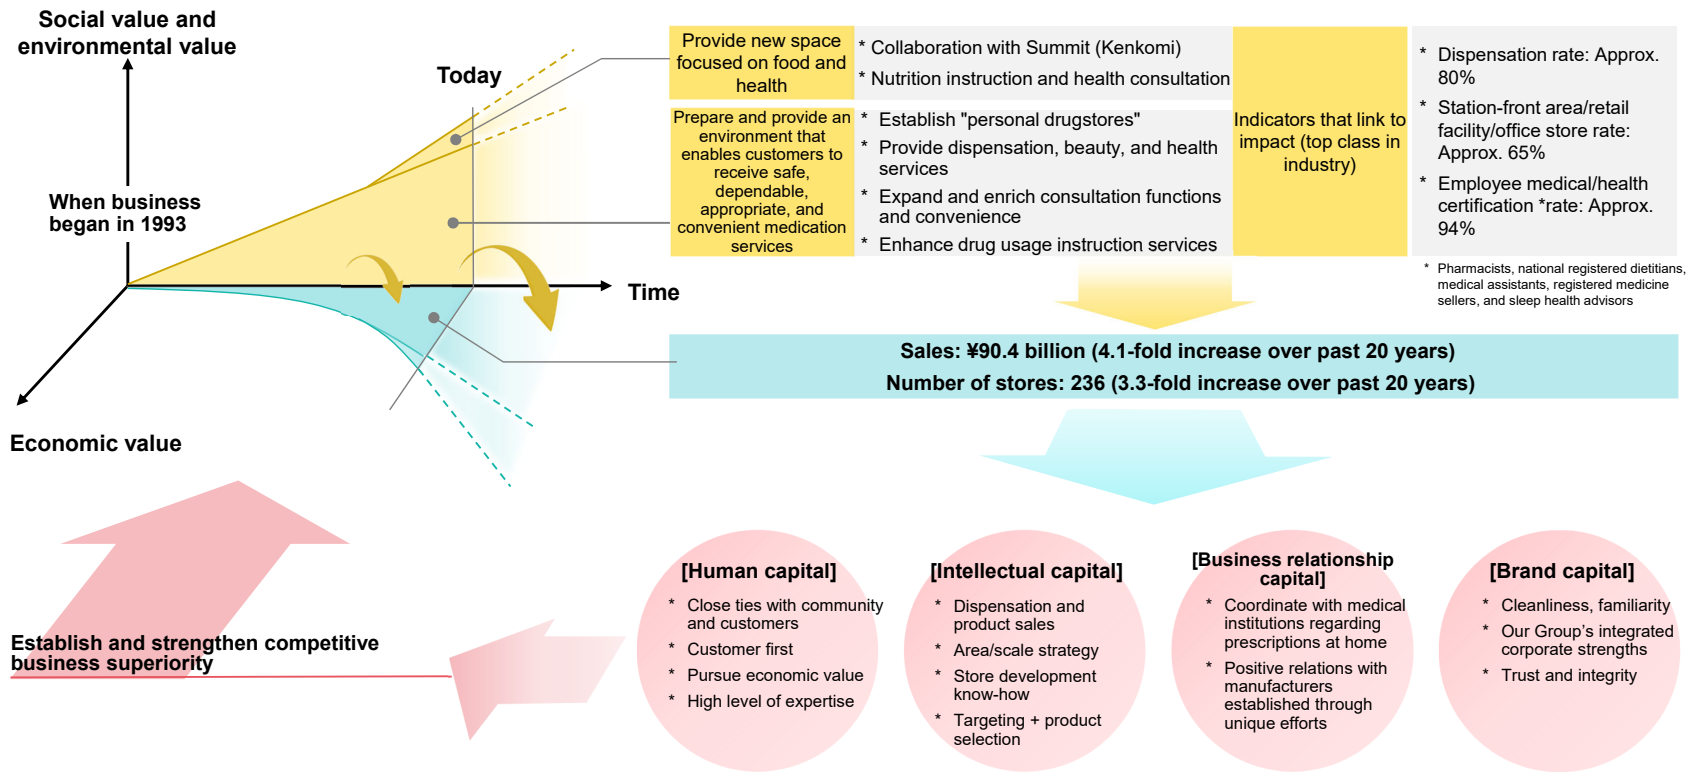 Social value and
environmental value
Today
When business
began in 1993
Time
Economic value
Provide new space
focused on food and
health
* Collaboration with Summit (Kenkomi)
* Nutrition instruction and health consultation
Prepare and provide an
environment that
enables customers to
receive safe,
dependable,
appropriate, and
convenient medication
services
* Establish "personal drugstores"
* Provide dispensation, beauty, and health
services
* Expand and enrich consultation functions
and convenience
* Enhance drug usage instruction services
Indicators that link to
impact (top class in
industry)
* Dispensation rate: Approx.
80%
* Station-front area/retail
facility/office store rate:
Approx. 65%
* Employee medical/health
certification *rate: Approx.
94%
* Pharmacists, national registered dietitians,
medical assistants, registered medicine
sellers, and sleep health advisors
Sales: ¥90.4 billion (4.1-fold increase over past 20 years)
Number of stores: 236 (3.3-fold increase over past 20 years)
[Human capital]
* Close ties with community
and customers
* Customer first
* Pursue economic value
* High level of expertise
[Intellectual capital]
* Dispensation and
product sales
* Area/scale strategy
* Store development
know-how
* Targeting + product
selection
[Business relationship
capital]
* Coordinate with medical
institutions regarding
prescriptions at home
* Positive relations with
manufacturers
established through
unique efforts
[Brand capital]
* Cleanliness, familiarity
* Our Group's integrated
corporate strengths
* Trust and integrity
Establish and strengthen competitive
business superiority